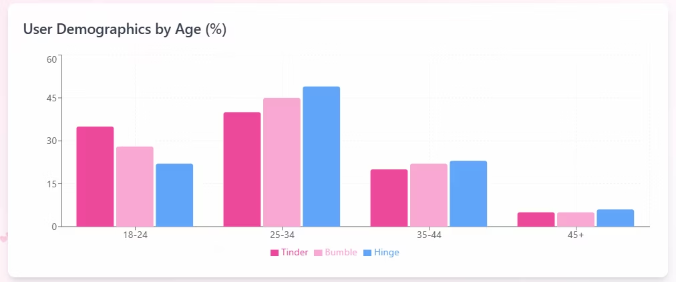 User Demographics by Age (%)
60
45
30
15
0
18-24 25-34 35-44 45+
Tinder Bumble Hinge